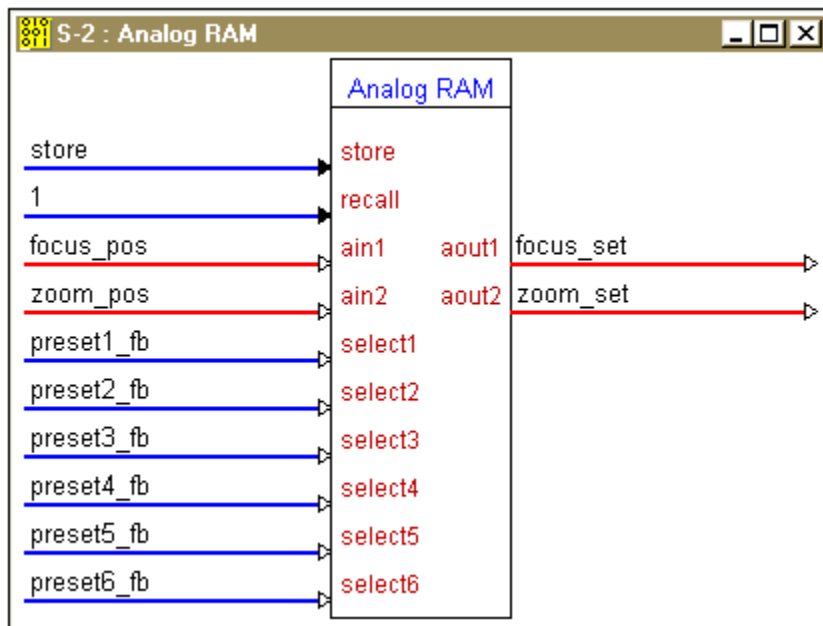 S-2 : Analog RAM
Analog RAM
store store
1 recall
focus_pos ain1 aout1 focus_set
zoom_pos ain2 aout2 zoom_set
preset1_fb select1
preset2_fb select2
preset3_fb select3
preset4_fb select4
preset5_fb select5
preset6_fb select6